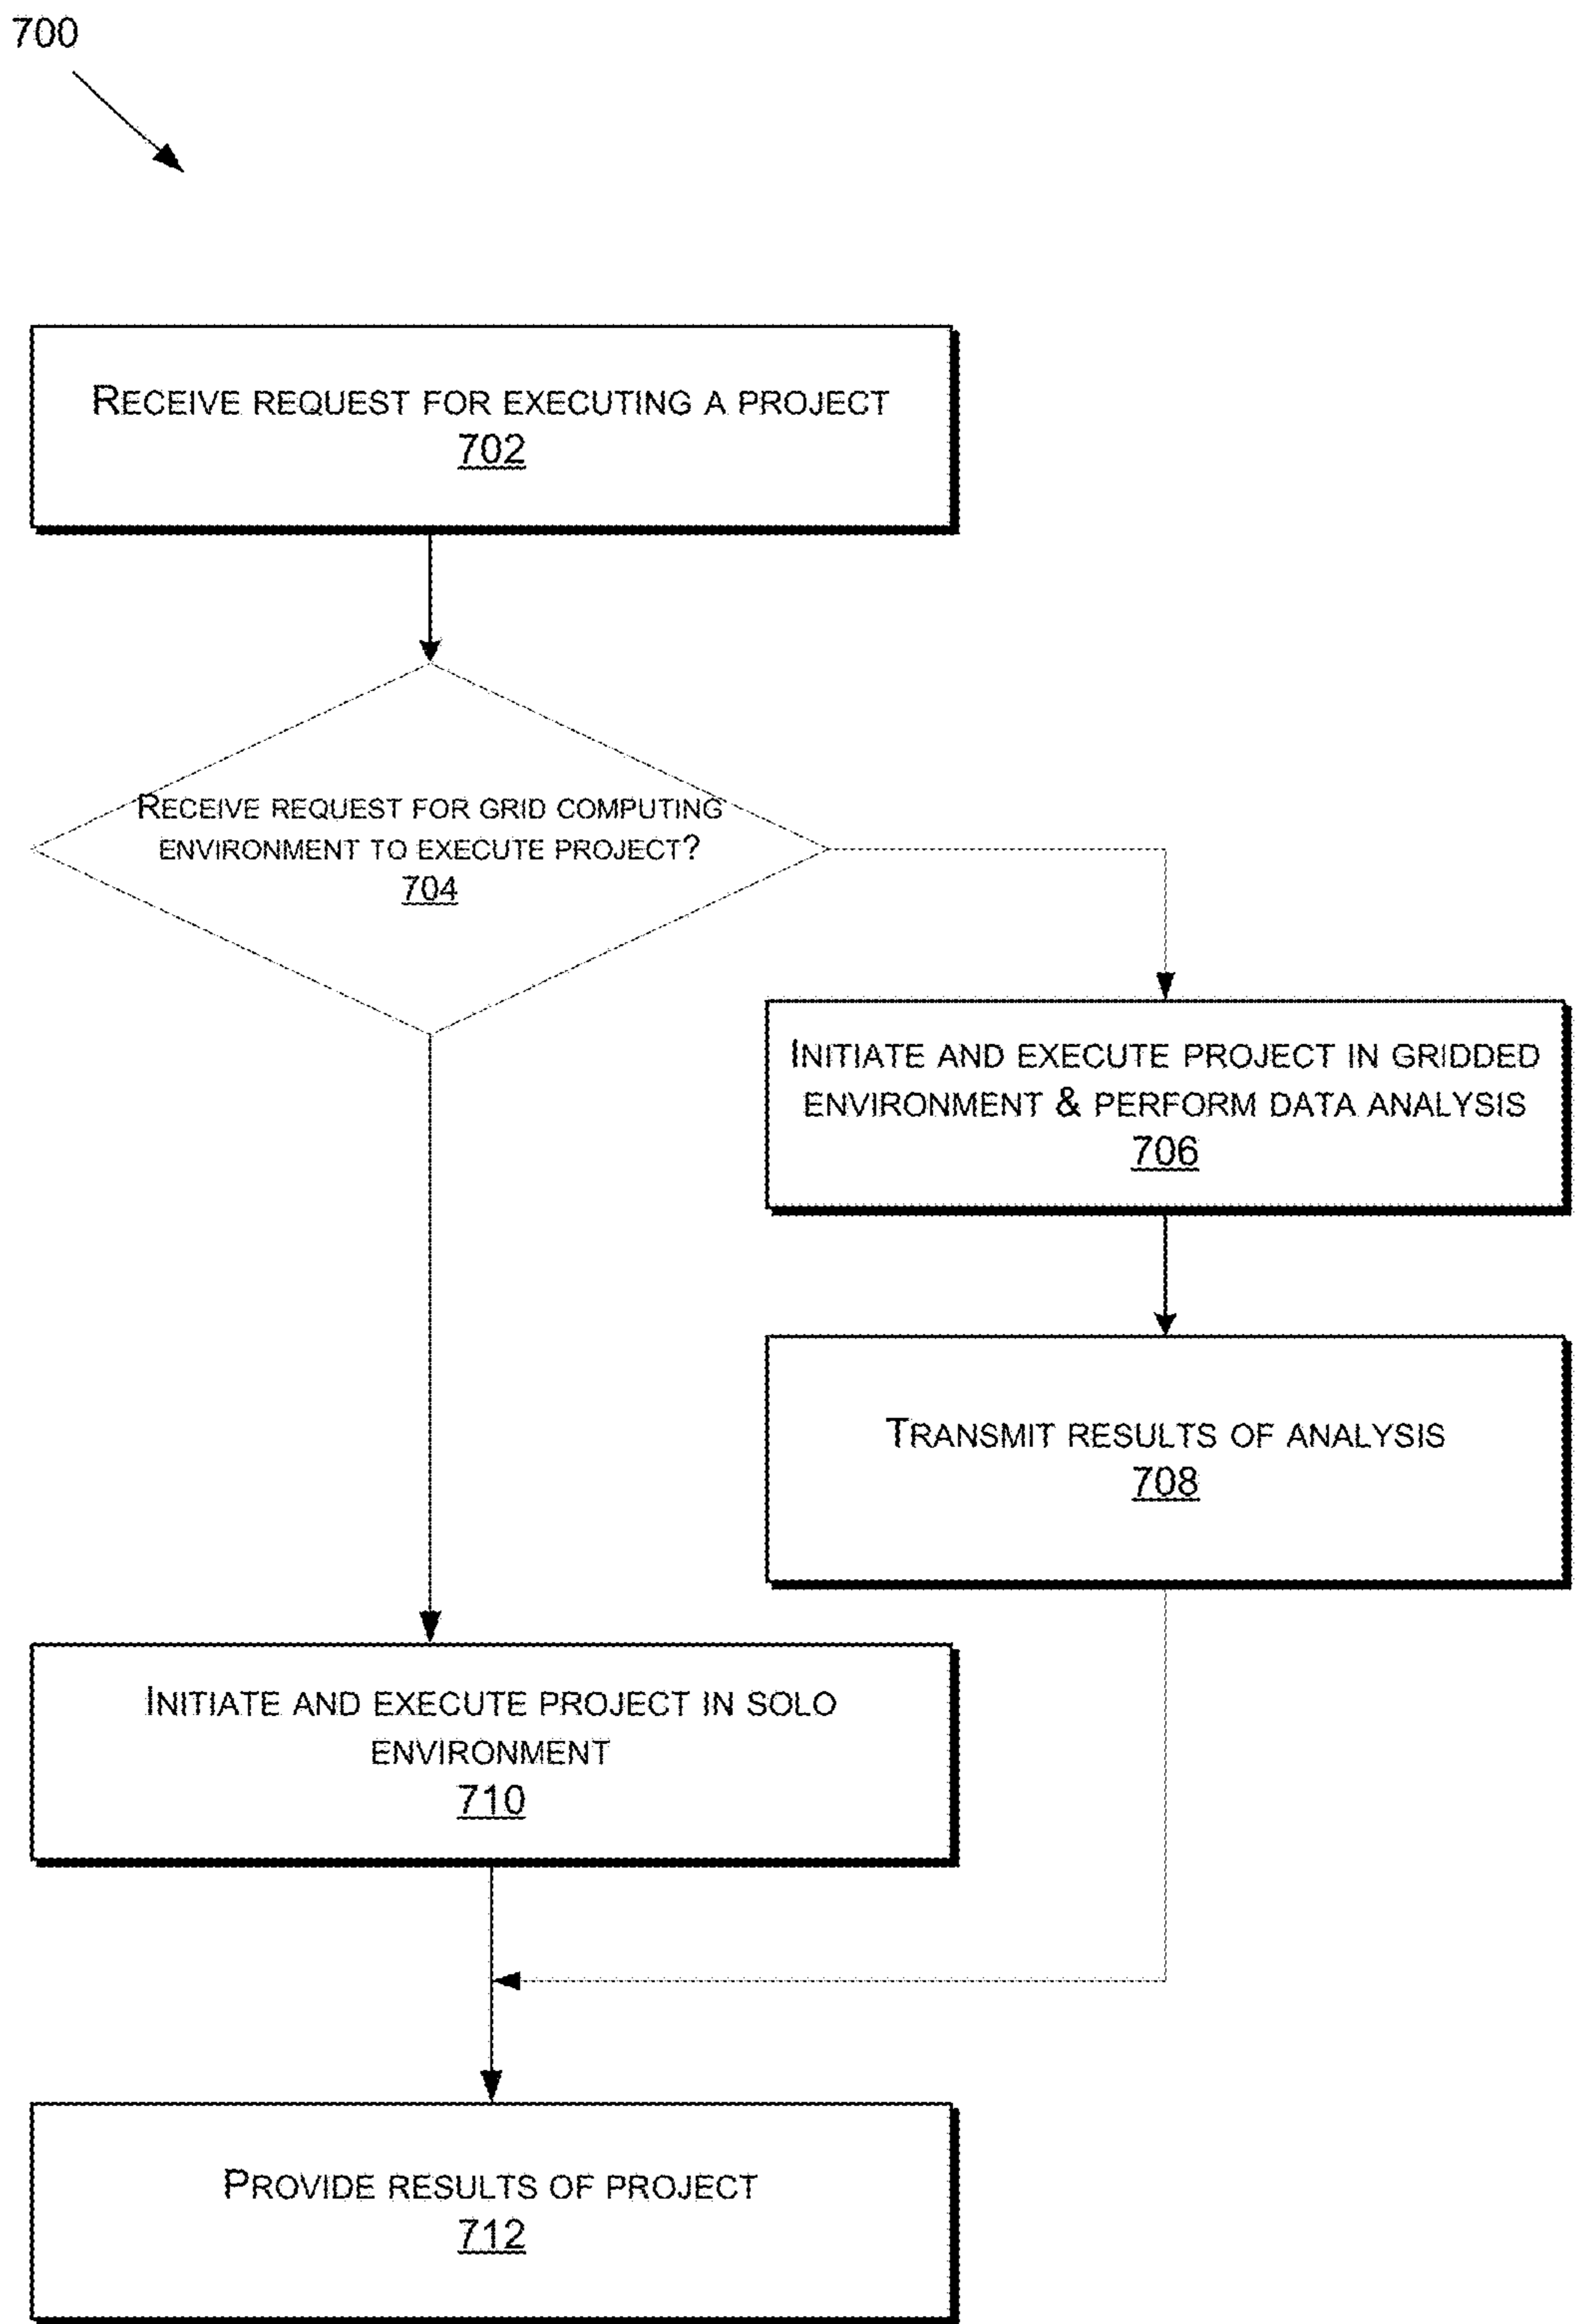 700
RECEIVE REQUEST FOR EXECUTING A PROJECT
702
RECEIVE REQUEST FOR GRID COMPUTING
ENVIRONMENT TO EXECUTE PROJECT?
704
INITIATE AND EXECUTE PROJECT IN GRIDDED
ENVIRONMENT & PERFORM DATA ANALYSIS
706
TRANSMIT RESULTS OF ANALYSIS
708
INITIATE AND EXECUTE PROJECT IN SOLO
ENVIRONMENT
710
PROVIDE RESULTS OF PROJECT
712